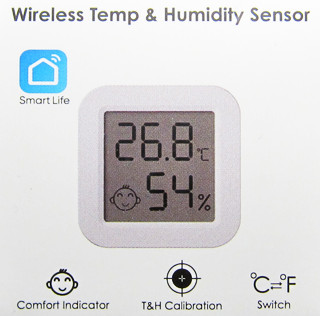 Wireless Temp & Humidity Sensor
Smart Life
26.8°C
54%
Comfort Indicator
T&H Calibration
°C⇌°F
Switch